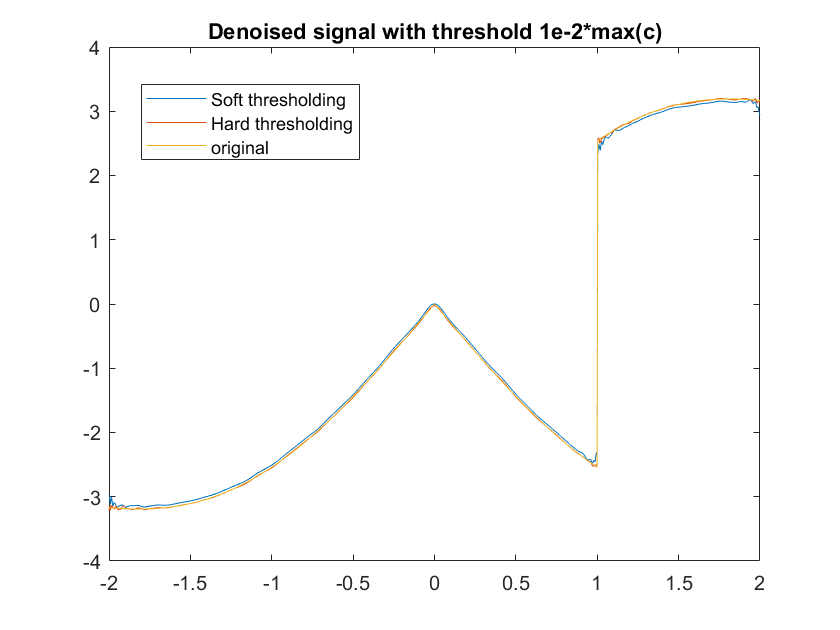 Denoised signal with threshold 1e-2*max(c)
4
Soft thresholding
Hard thresholding
original
3
2
1
0
-1
-2
-3
-4
-2 -1.5 -1 -0.5 0 0.5 1 1.5 2